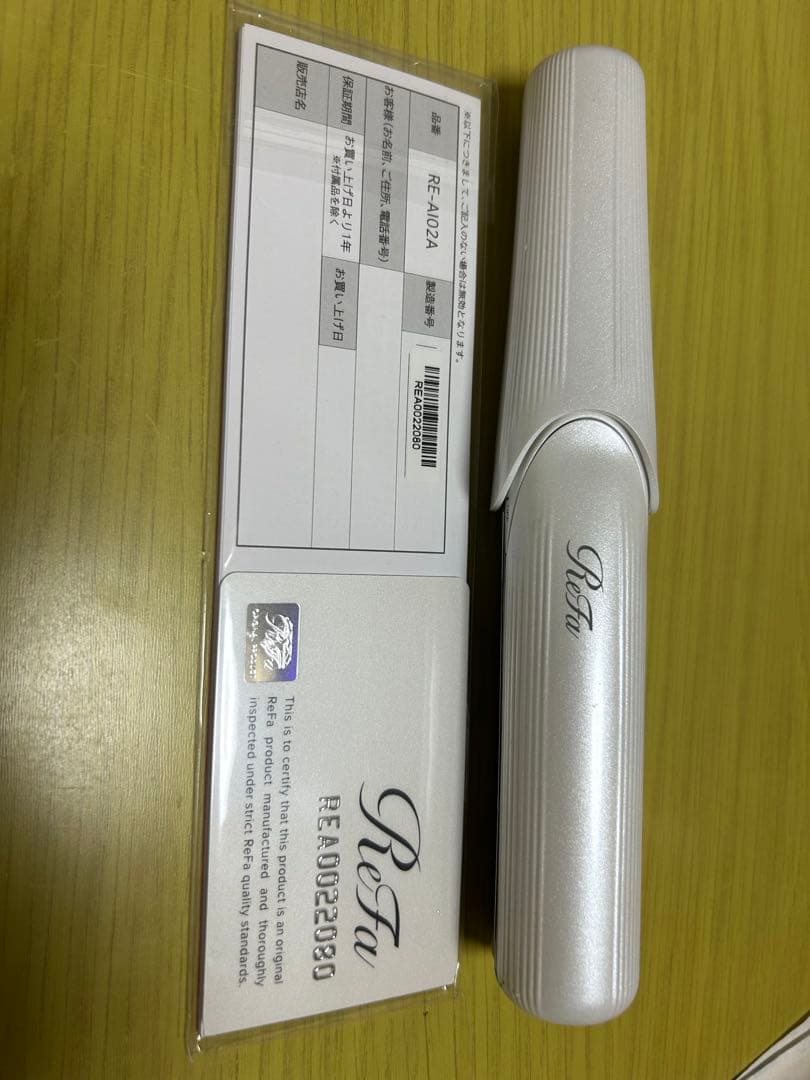 ※以下につきまして、ご記入のない場合は無効となります。
品番
RE-AI02A
製造番号
REA0022080
お客様(お名前、ご住所、電話番号)
保証期間
お買い上げ日より1年
※付属品を除く
お買い上げ日
販売店名
ReFa
REA0022080
This is to certify that this product is an original
ReFa product manufactured and thoroughly
inspected under strict ReFa quality standards.
ReFa
ReFa